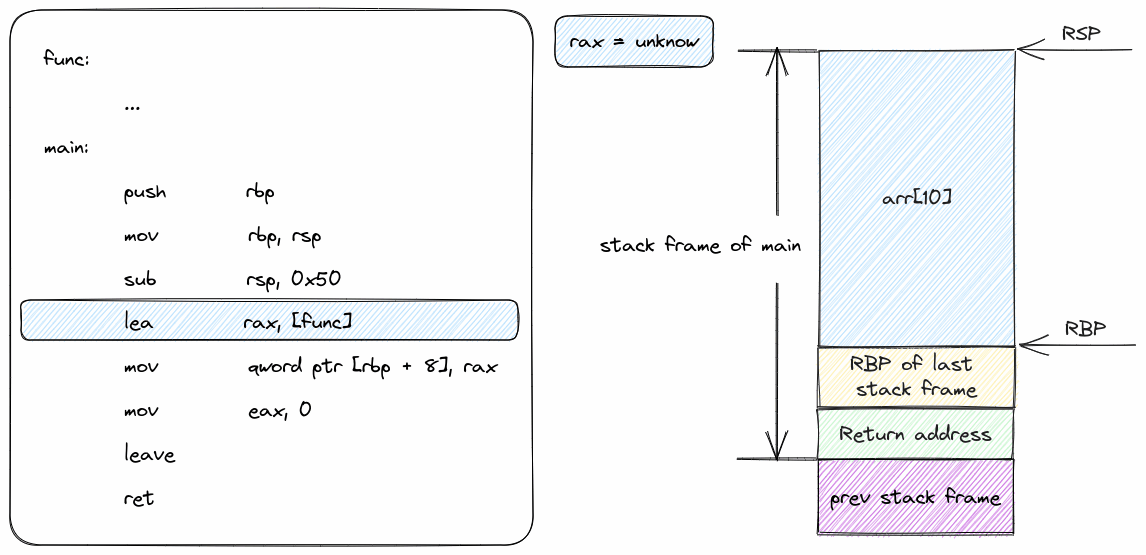 func:
...
main:
push rbp
mov rbp, rsp
sub rsp, 0x50
lea rax, [func]
mov qword ptr [rbp + 8], rax
mov eax, 0
leave
ret
rax = unknow
RSP
arr[10]
stack frame of main
RBP
RBP of last
stack frame
Return address
prev stack frame